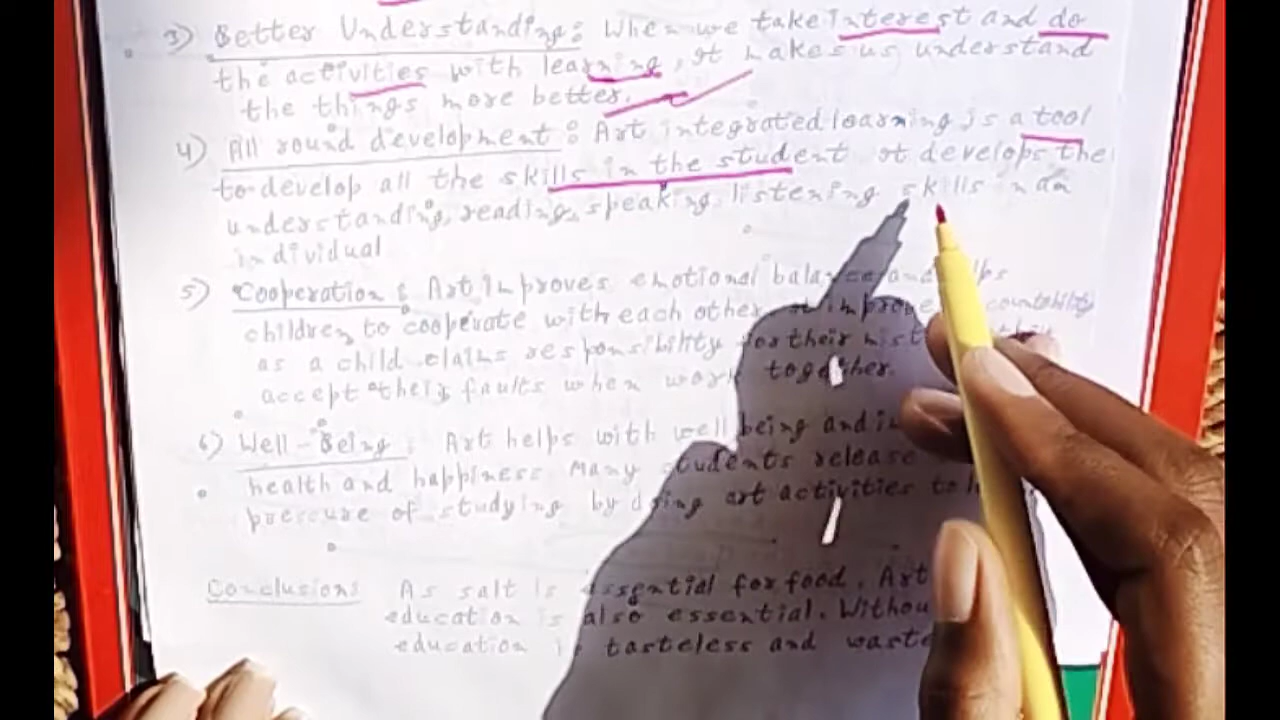 3) Better Understanding : When we take interest and do
the activities with learning, It makes us understand
the things more better.
4) All round development : Art integrated learning is a tool
to develop all the skills in the student. It develops the
understanding, reading, speaking, listening skills in an
individual
5) Cooperation : Art Improves emotional balance and
children to cooperate with each other. It improve
as a child claims responsibility for their
accept their faults when work together.
6) Well-Being : Art helps with well being and
health and happiness. Many students release
pressure of studying by doing art activities to
Conclusions As salt is essential for food. Art
education is also essential. Without
education is tasteless and waste